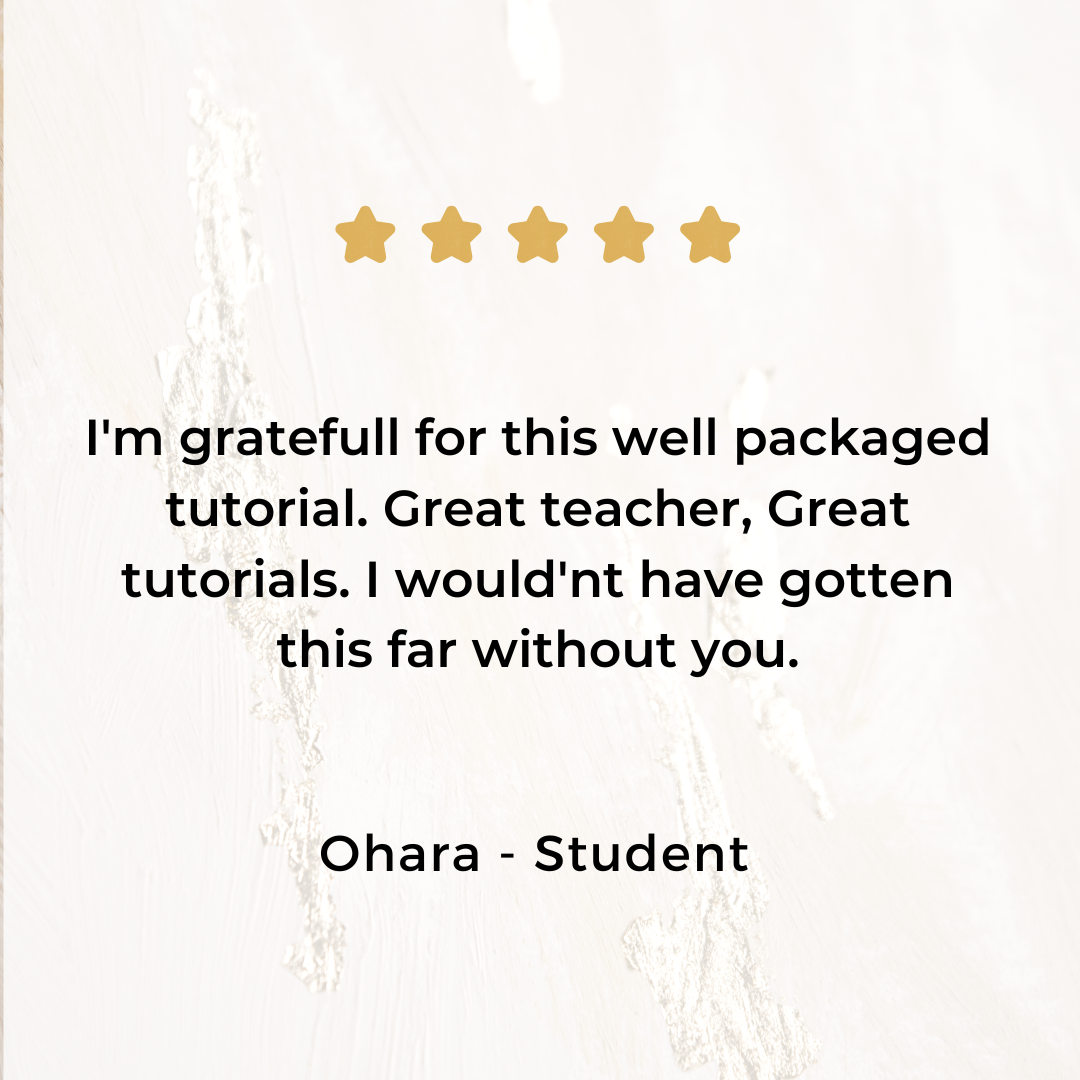 I'm gratefull for this well packaged
tutorial. Great teacher, Great
tutorials. I would'nt have gotten
this far without you.
Ohara - Student